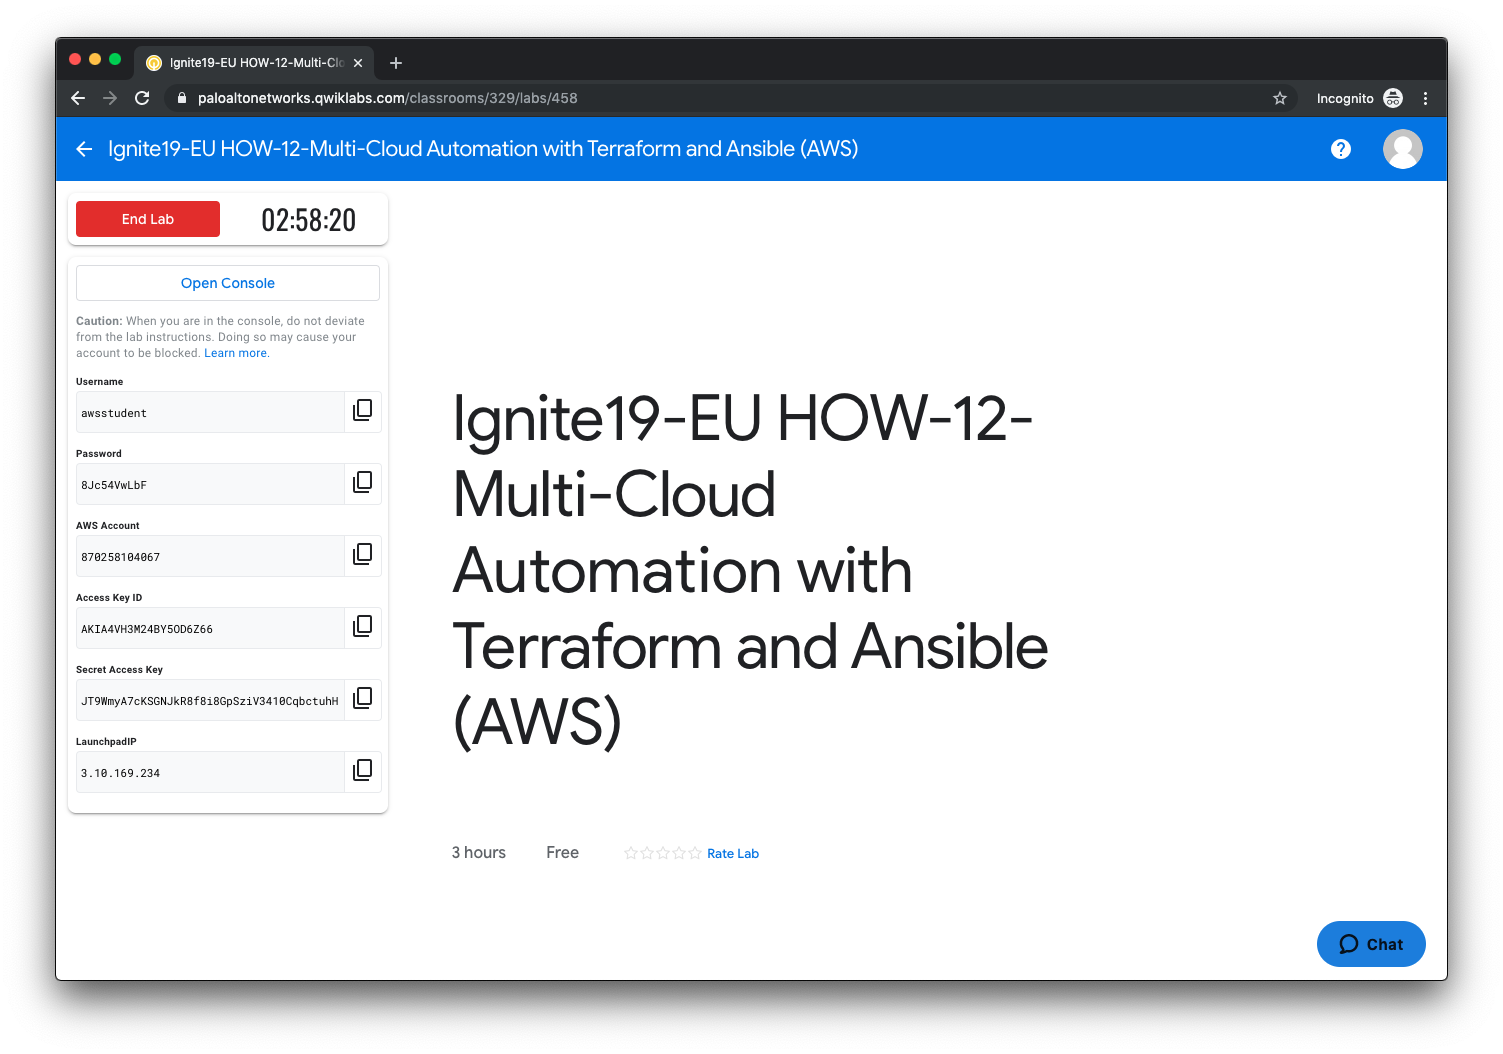 Ignite19-EU HOW-12-Multi-Clo
paloaltonetworks.qwiklabs.com/classrooms/329/labs/458
Incognito
Ignite19-EU HOW-12-Multi-Cloud Automation with Terraform and Ansible (AWS)
?
End Lab
02:58:20
Open Console
Caution: When you are in the console, do not deviate
from the lab instructions. Doing so may cause your
account to be blocked. Learn more.
Username
awsstudent
Password
8Jc54VwLbF
AWS Account
870258104067
Access Key ID
AKIA4VH3M24BY5OD6Z66
Secret Access Key
JT9WmyA7cKSGNJkR8f8i8GpSziV3410CqbctuhH
LaunchpadIP
3.10.169.234
Ignite19-EU HOW-12-
Multi-Cloud
Automation with
Terraform and Ansible
(AWS)
3 hours
Free
Rate Lab
Chat